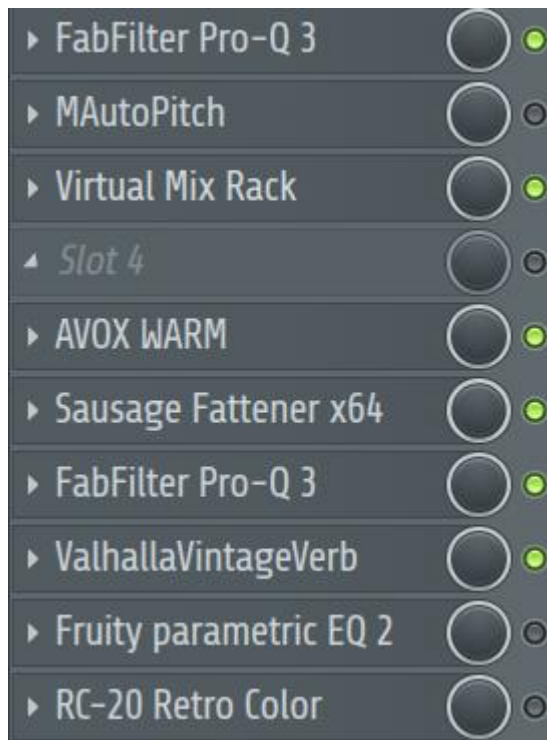 FabFilter Pro-Q 3
MAutoPitch
Virtual Mix Rack
Slot 4
AVOX WARM
Sausage Fattener x64
FabFilter Pro-Q 3
ValhallaVintageVerb
Fruity parametric EQ 2
RC-20 Retro Color